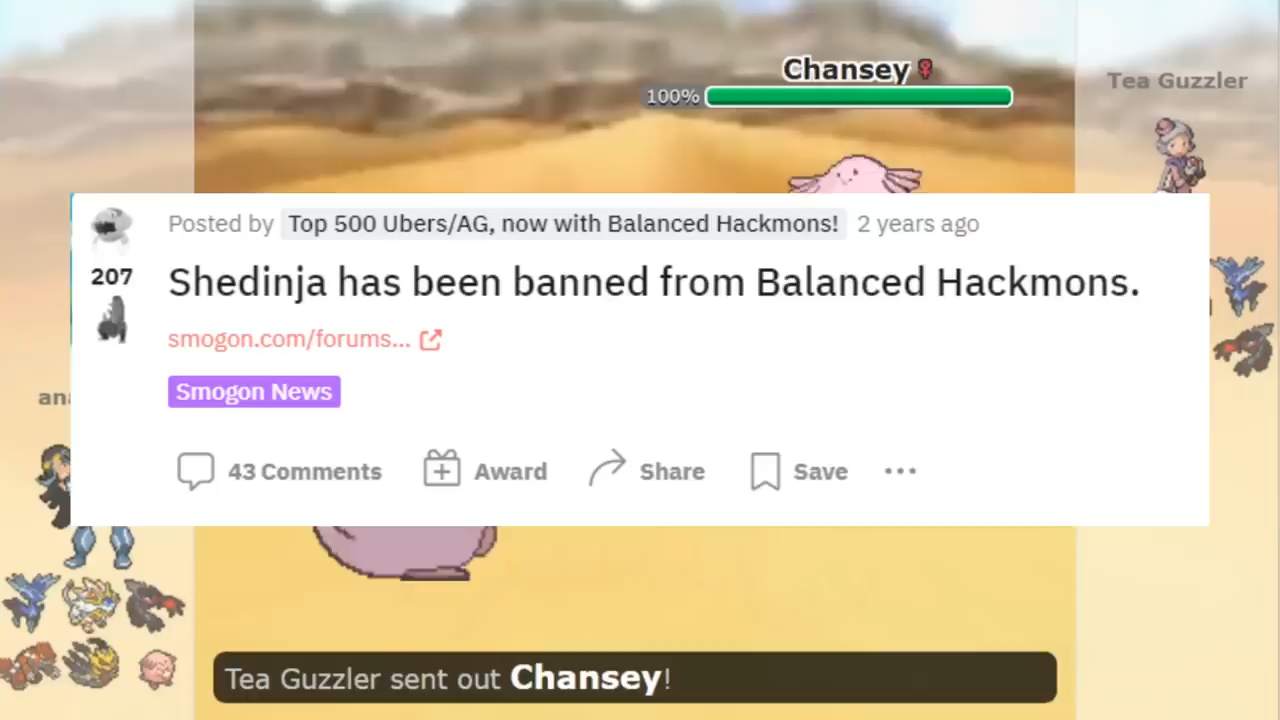 Chansey
100%
Tea Guzzler
Posted by Top 500 Ubers/AG, now with Balanced Hackmons! 2 years ago
207
Shedinja has been banned from Balanced Hackmons.
smogon.com/forums...
Smogon News
43 Comments Award Share Save ...
Tea Guzzler sent out Chansey!